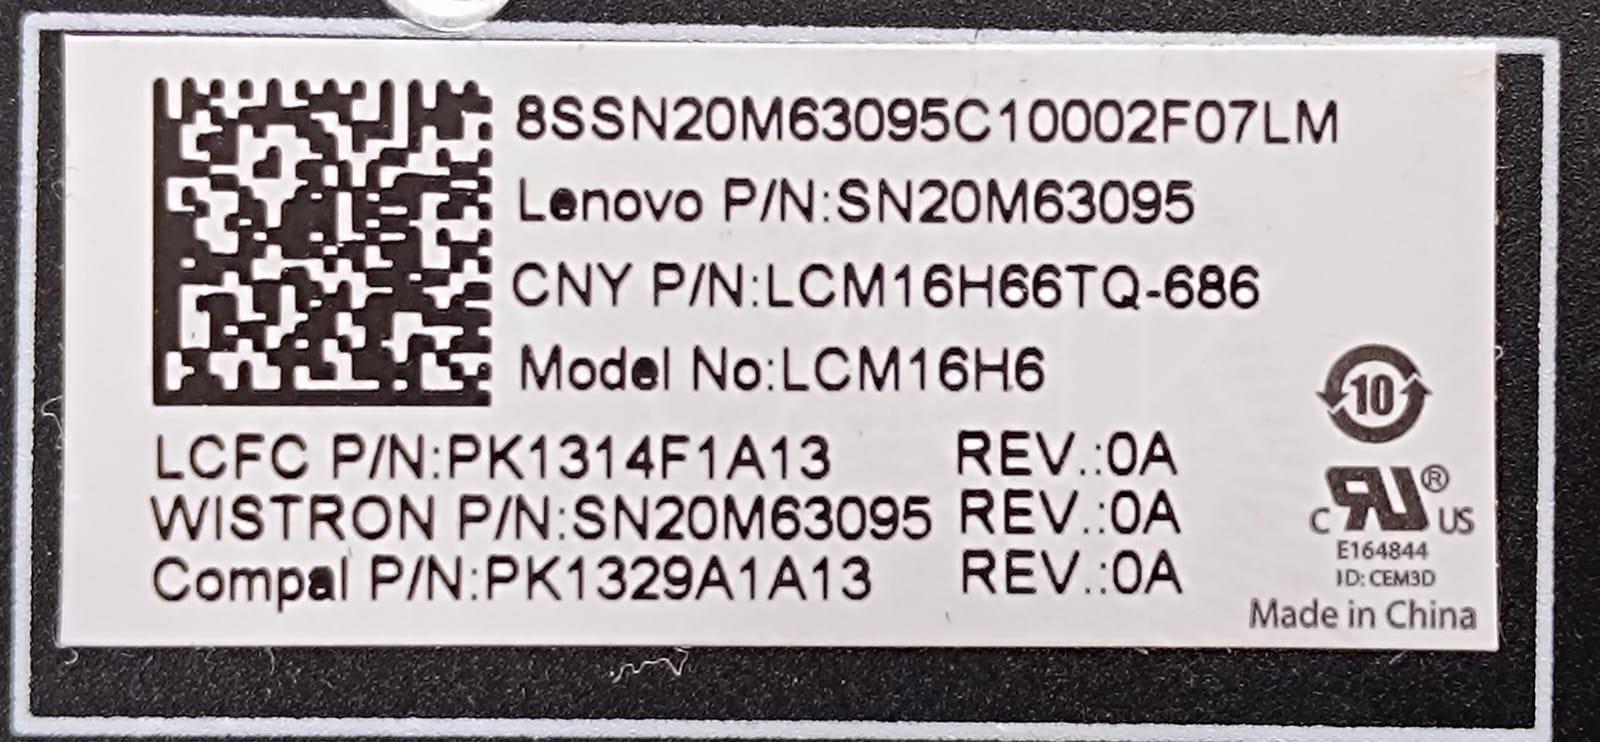 8SSN20M63095C10002F07LM
Lenovo P/N:SN20M63095
CNY P/N:LCM16H66TQ-686
Model No:LCM16H6
LCFC P/N:PK1314F1A13 REV.:0A
WISTRON P/N:SN20M63095 REV.:0A
Compal P/N:PK1329A1A13 REV.:0A
10
c RU® US
E164844
ID: CEM3D
Made in China